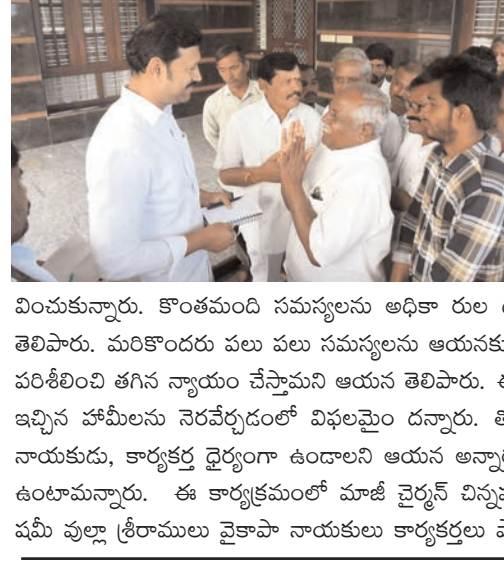 వించుకున్నారు. కొంతమంది సమస్యలను అధికా రుల
తెలిపారు. మరికొందరు పలు పలు సమస్యలను ఆయనకు
పరిశీలించి తగిన న్యాయం చేస్తామని ఆయన తెలిపారు.
ఇచ్చిన హామీలను నెరవేర్చడంలో విఫలమైం దన్నారు.
నాయకుడు, కార్యకర్త ధైర్యంగా ఉండాలని ఆయన
ఉంటామన్నారు. ఈ కార్యక్రమంలో మాజీ చైర్మన్
షమీ వుల్లా శ్రీరాములు వైకాపా నాయకులు కార్యకర్తలు